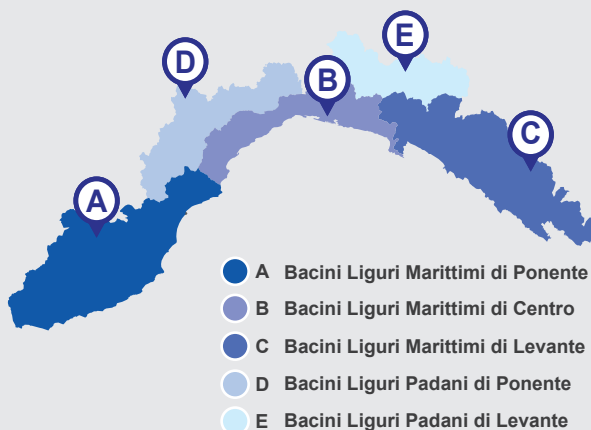 E
D
B
C
A
A Bacini Liguri Marittimi di Ponente
B Bacini Liguri Marittimi di Centro
C Bacini Liguri Marittimi di Levante
D Bacini Liguri Padani di Ponente
E Bacini Liguri Padani di Levante